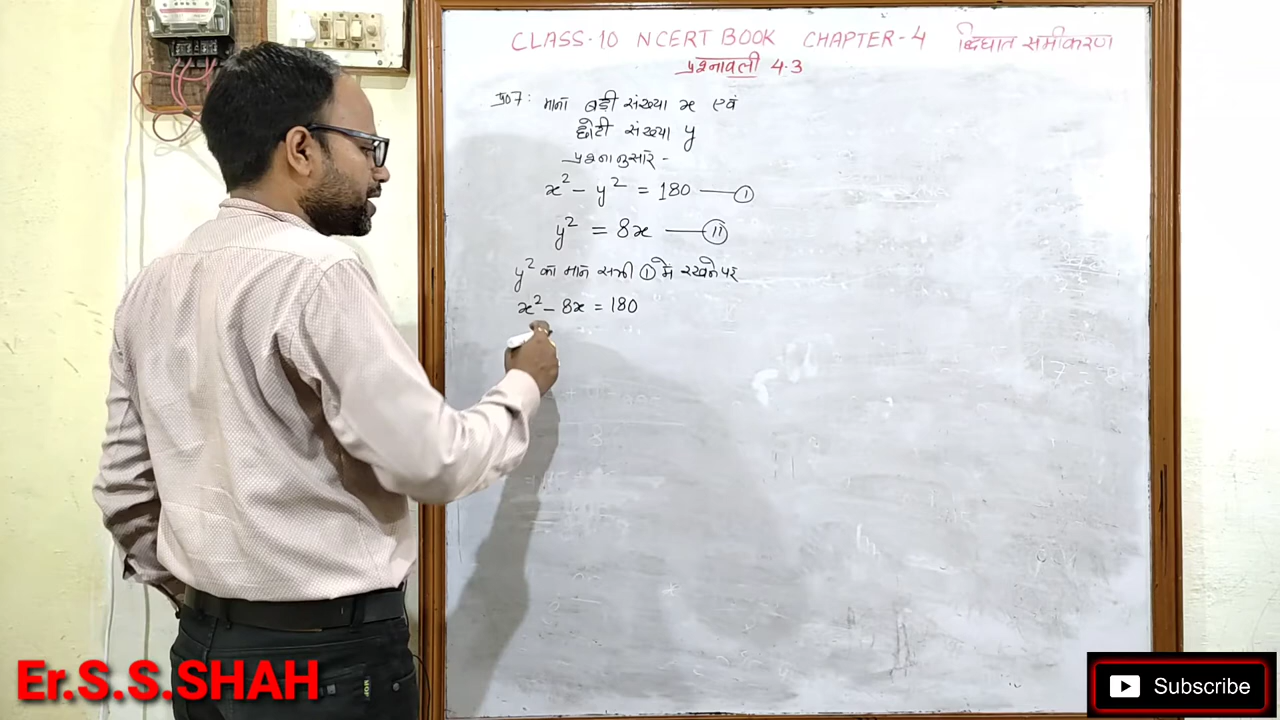 CLASS-10 NCERT BOOK CHAPTER-4 द्विघात समीकरण
प्रश्नावली 4.3
प्र07: माना बड़ी संख्या x एवं
छोटी संख्या y
प्रश्नानुसार -
x² - y² = 180 —①
y² = 8x —⑪
y² का मान समी ① में रखने पर
x² - 8x = 180
Er.S.S.SHAH
Subscribe